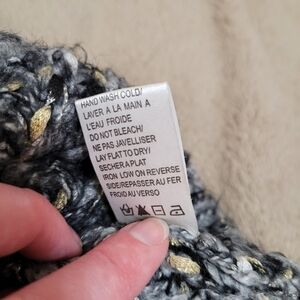 HAND WASH COLD/
LAVER A LA MAIN A
L'EAU FROIDE
DO NOT BLEACH/
NE PAS JAVELLISER
LAY FLAT TO DRY/
SECHER A PLAT
IRON LOW ON REVERSE
SIDE/REPASSER AU FER
FROID AU VERSO